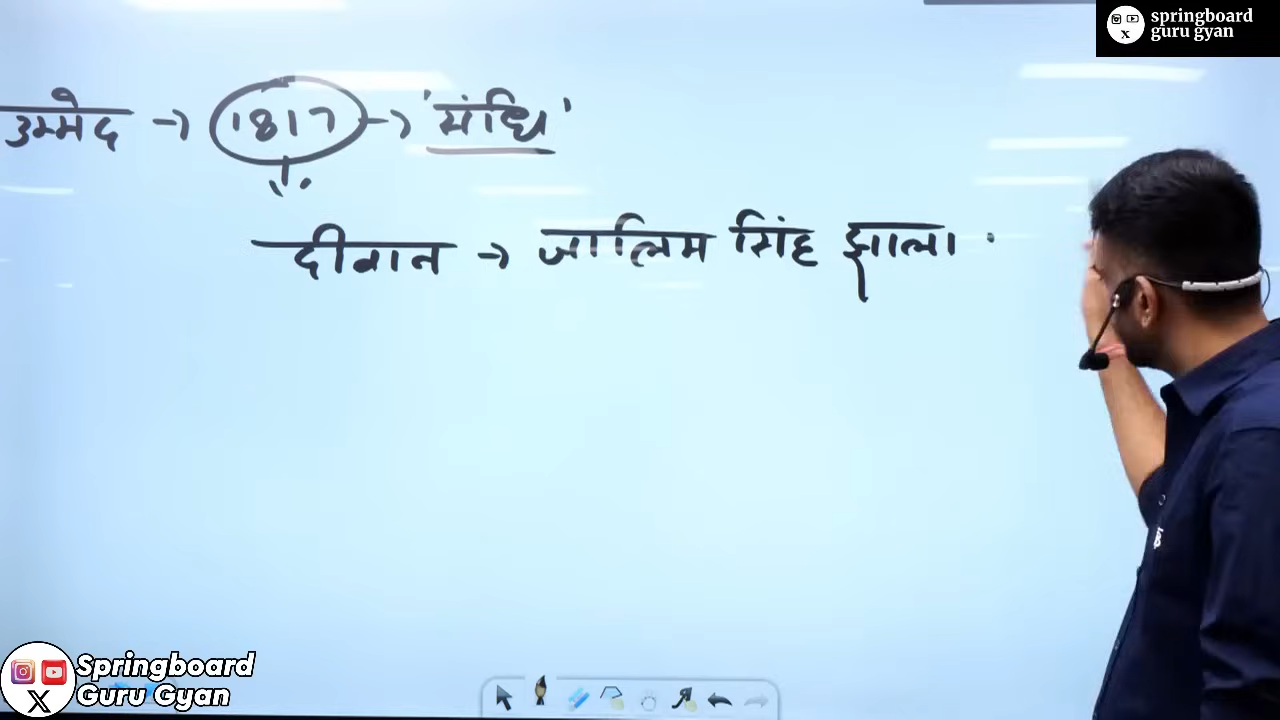 springboard
guru gyan
उम्मेद → 1817 → 'संधि'
दीवान → जालिम सिंह झाला
Springboard
Guru Gyan